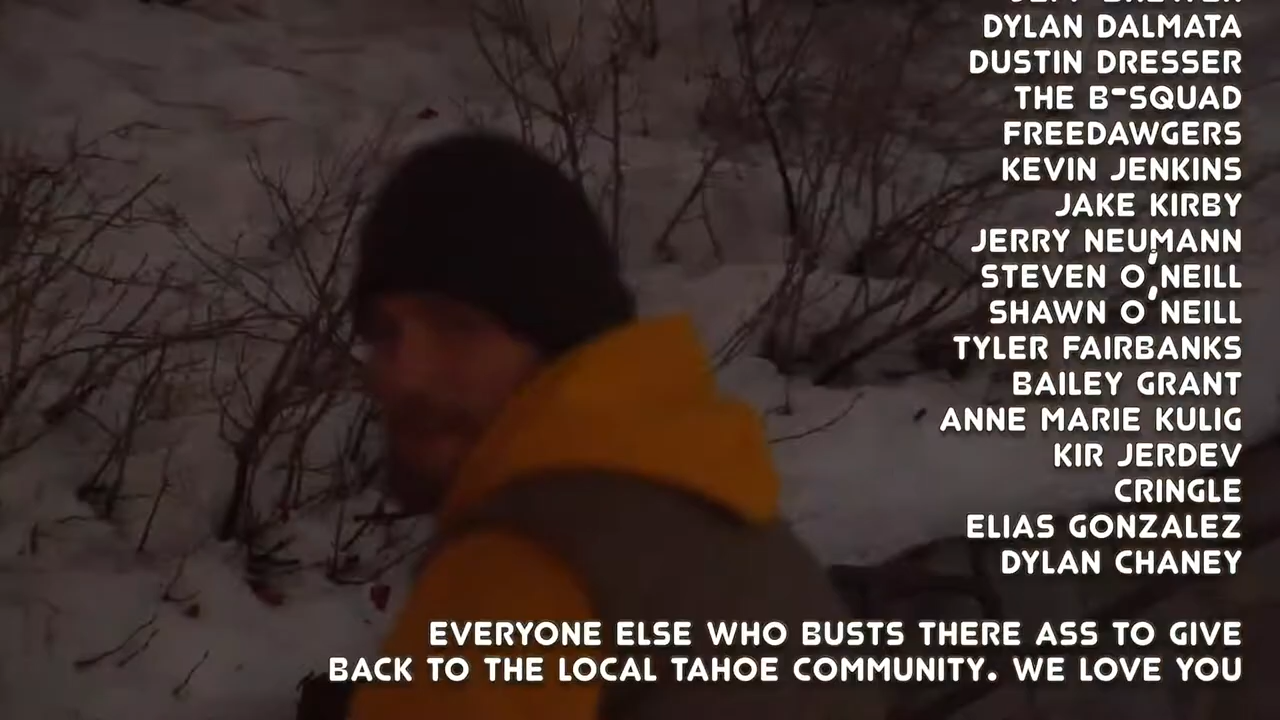 DYLAN DALMATA
DUSTIN DRESSER
THE B-SQUAD
FREEDAWGERS
KEVIN JENKINS
JAKE KIRBY
JERRY NEUMANN
STEVEN O'NEILL
SHAWN O'NEILL
TYLER FAIRBANKS
BAILEY GRANT
ANNE MARIE KULIG
KIR JERDEV
CRINGLE
ELIAS GONZALEZ
DYLAN CHANEY
EVERYONE ELSE WHO BUSTS THERE ASS TO GIVE
BACK TO THE LOCAL TAHOE COMMUNITY. WE LOVE YOU